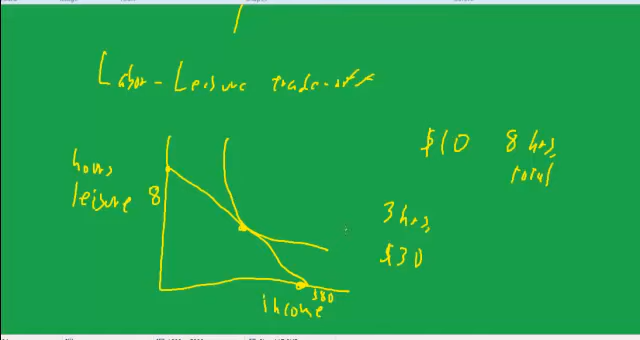 Labor - Leisure trade-off
$10 8 hrs,
total
hours
leisure 8
3 hrs,
$30
$80
income